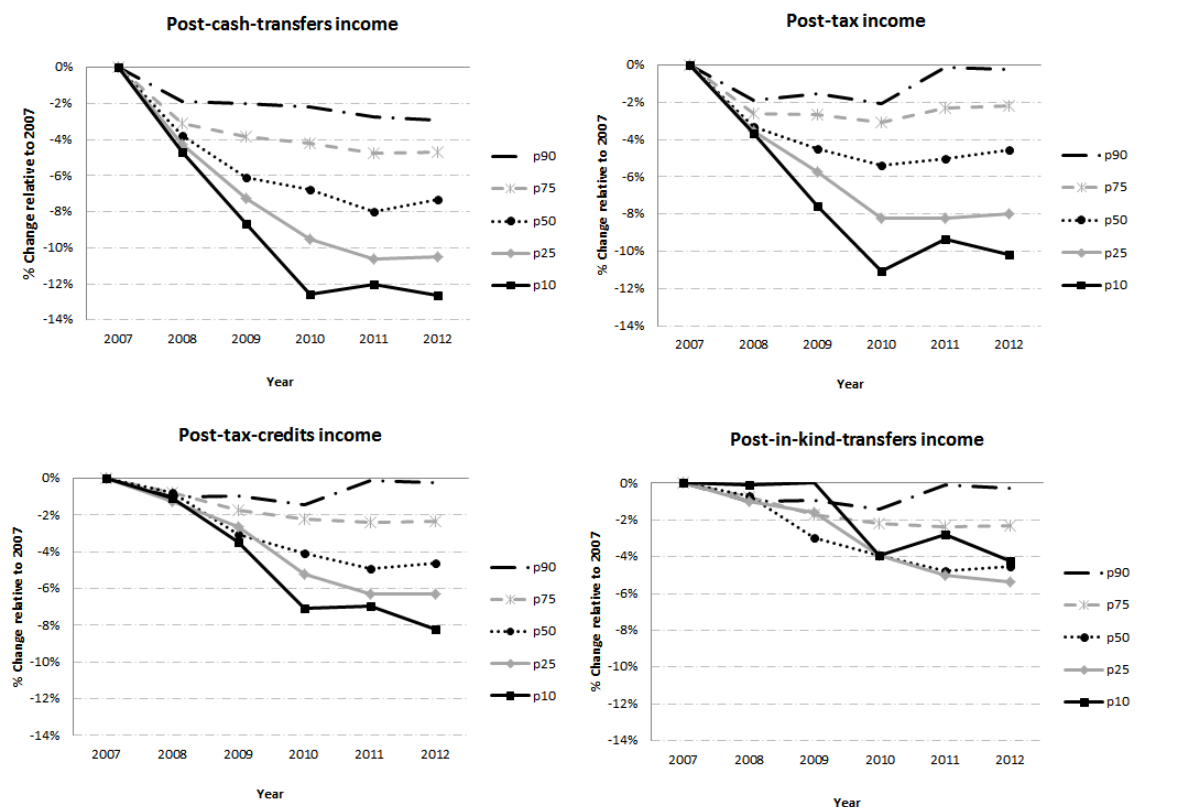 Post-cash-transfers income
% Change relative to 2007
0%
-2%
-4%
-6%
-8%
-10%
-12%
-14%
2007 2008 2009 2010 2011 2012
Year
p90
p75
p50
p25
p10
Post-tax income
% Change relative to 2007
0%
-2%
-4%
-6%
-8%
-10%
-12%
-14%
2007 2008 2009 2010 2011 2012
Year
p90
p75
p50
p25
p10
Post-tax-credits income
% Change relative to 2007
0%
-2%
-4%
-6%
-8%
-10%
-12%
-14%
2007 2008 2009 2010 2011 2012
Year
p90
p75
p50
p25
p10
Post-in-kind-transfers income
% Change relative to 2007
0%
-2%
-4%
-6%
-8%
-10%
-12%
-14%
2007 2008 2009 2010 2011 2012
Year
p90
p75
p50
p25
p10